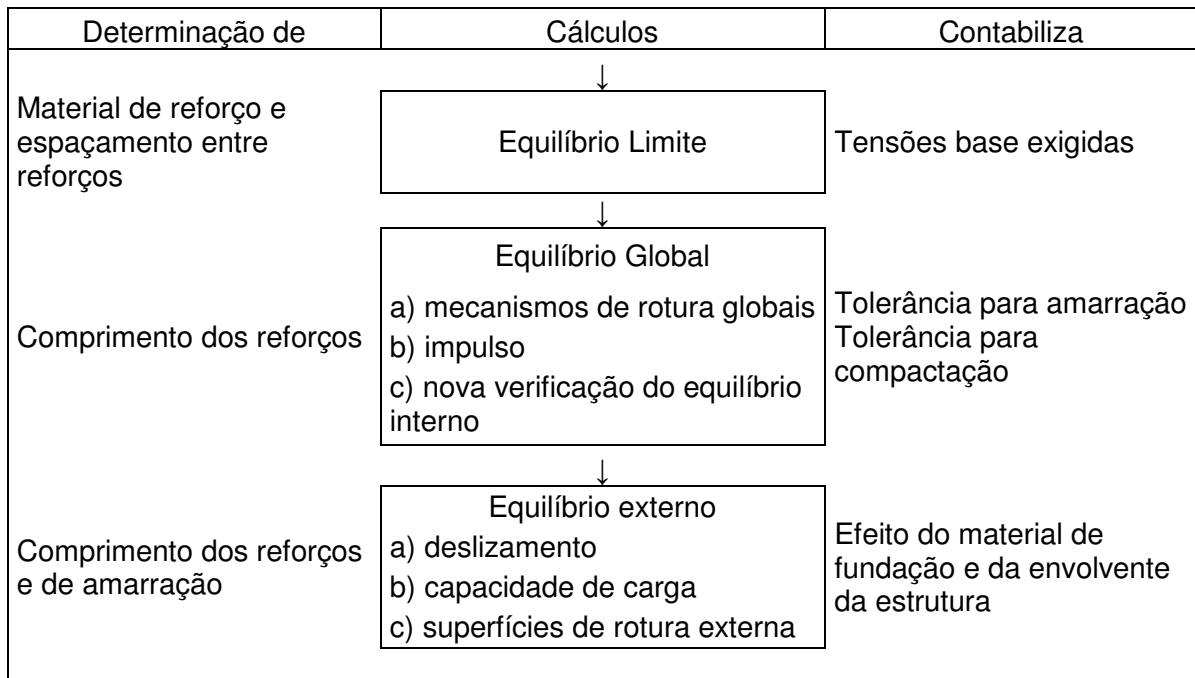 Determinação de
Cálculos
Contabiliza
↓
Material de reforço e
espaçamento entre
reforços
Equilíbrio Limite
Tensões base exigidas
↓
Comprimento dos reforços
Equilíbrio Global
a) mecanismos de rotura globais
b) impulso
c) nova verificação do equilíbrio
interno
Tolerância para amarração
Tolerância para
compactação
↓
Comprimento dos reforços
e de amarração
Equilíbrio externo
a) deslizamento
b) capacidade de carga
c) superfícies de rotura externa
Efeito do material de
fundação e da envolvente
da estrutura